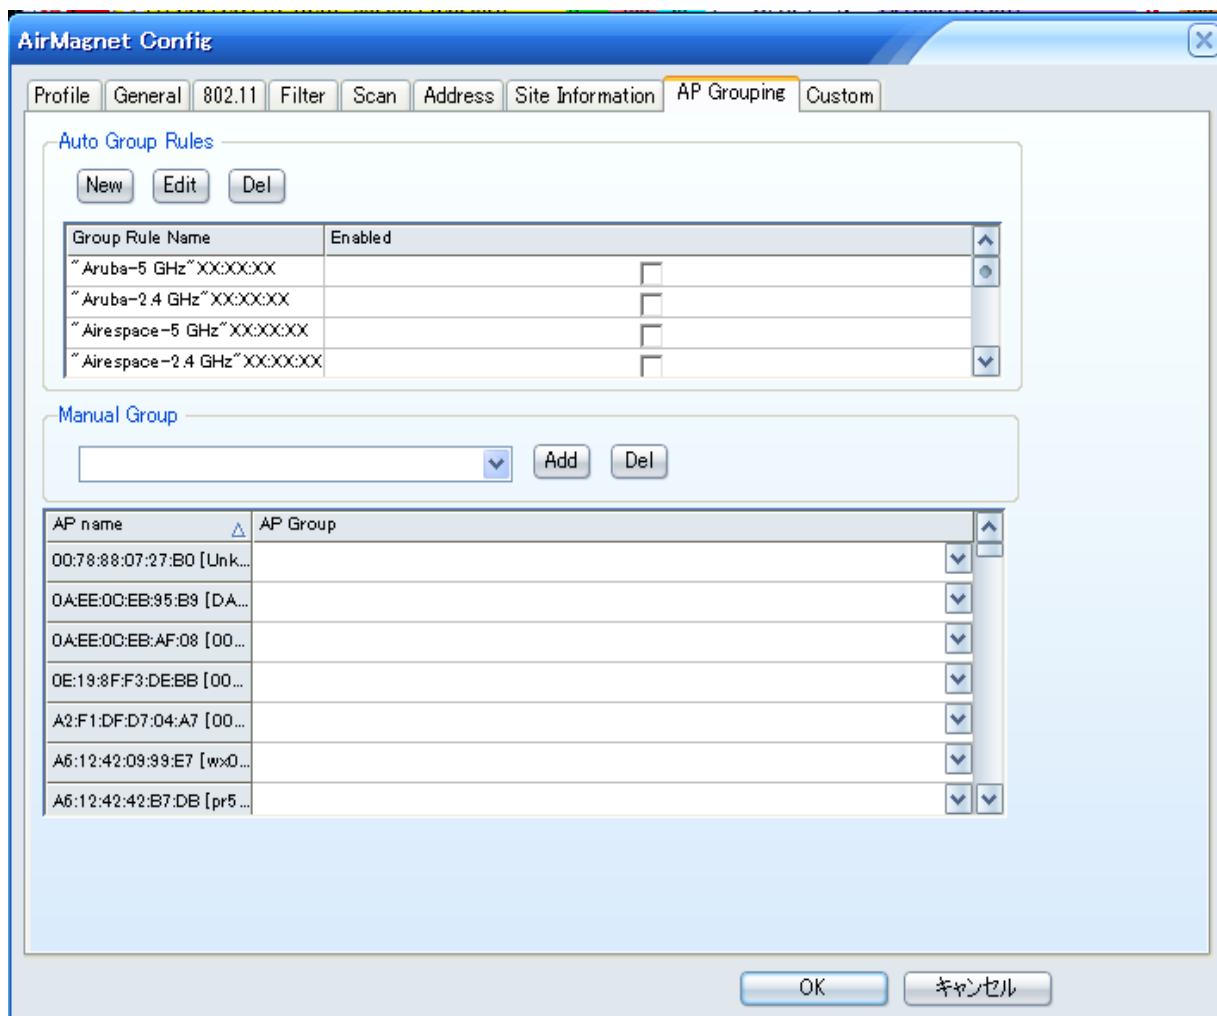 AirMagnet Config
Profile General 802.11 Filter Scan Address Site Information AP Grouping Custom
Auto Group Rules
New Edit Del
Group Rule Name Enabled
"Aruba-5 GHz"XX:XX:XX
"Aruba-2.4 GHz"XX:XX:XX
"Airespace-5 GHz"XX:XX:XX
"Airespace-2.4 GHz"XX:XX:XX
Manual Group
Add Del
AP name AP Group
00:78:88:07:27:B0 [Unk...
0A:EE:0C:EB:95:B9 [DA...
0A:EE:0C:EB:AF:08 [00...
0E:19:8F:F3:DE:BB [00...
A2:F1:DF:D7:04:A7 [00...
A6:12:42:09:99:E7 [wx0...
A6:12:42:42:B7:DB [pr5...
OK キャンセル